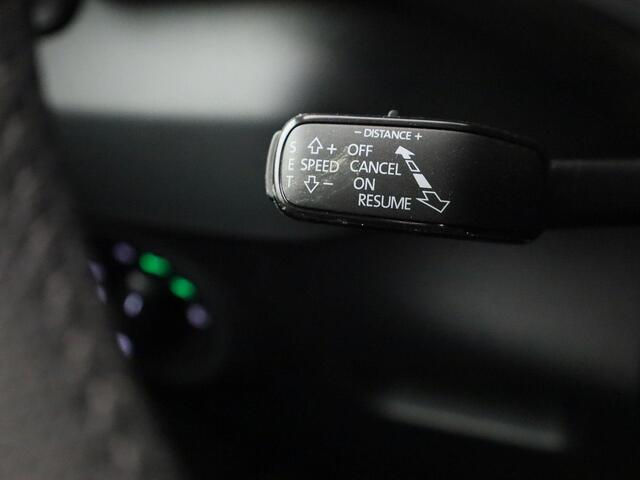 - DISTANCE +
S + OFF
E SPEED CANCEL
T - ON
RESUME